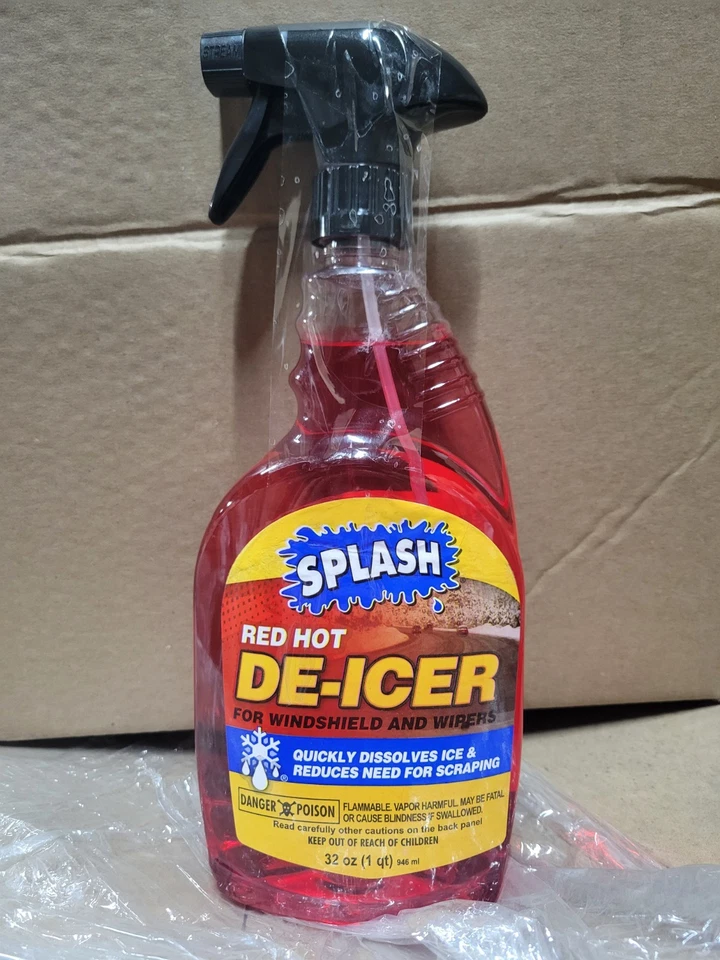 STREAM
SPLASH
RED HOT
DE-ICER
FOR WINDSHIELD AND WIPERS
QUICKLY DISSOLVES ICE &
REDUCES NEED FOR SCRAPING
®
DANGER POISON
FLAMMABLE. VAPOR HARMFUL. MAY BE FATAL
OR CAUSE BLINDNESS IF SWALLOWED.
Read carefully other cautions on the back panel
KEEP OUT OF REACH OF CHILDREN
32 oz (1 qt) 946 ml